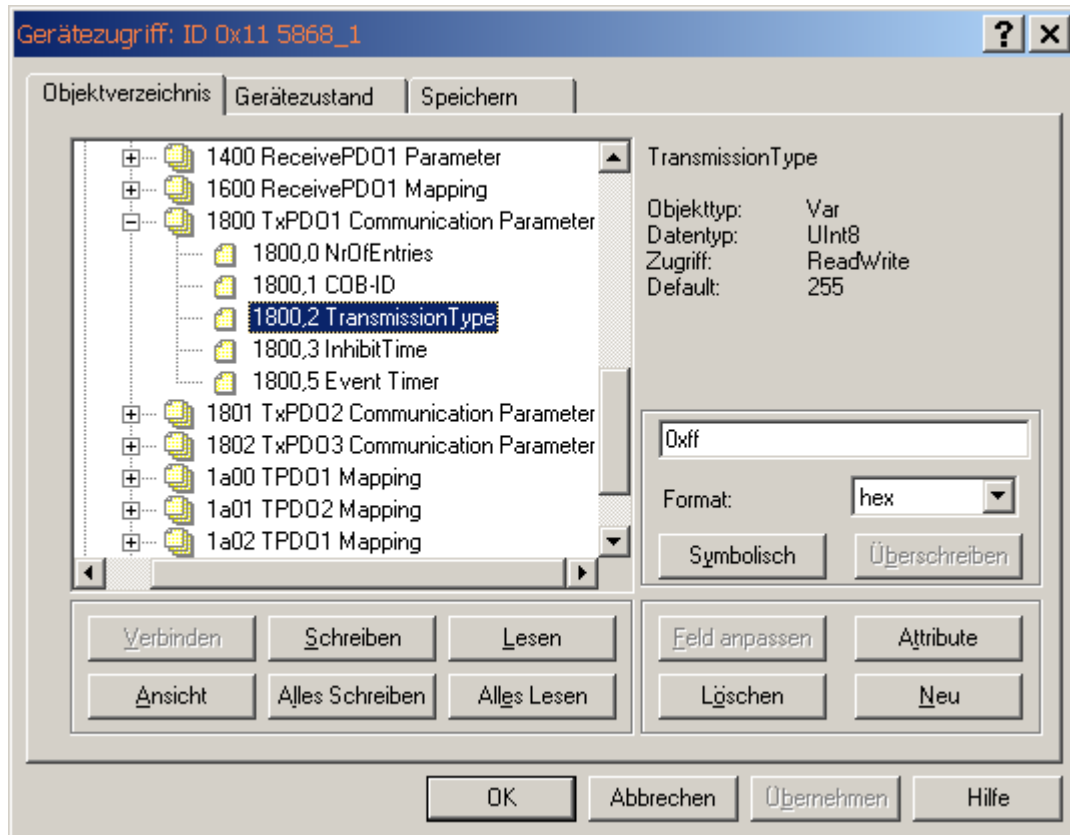 Gerätezugriff: ID 0x11 5868_1
Objektverzeichnis Gerätezustand Speichern
1400 ReceivePDO1 Parameter
1600 ReceivePDO1 Mapping
1800 TxPDO1 Communication Parameter
1800,0 NrOfEntries
1800,1 COB-ID
1800,2 TransmissionType
1800,3 InhibitTime
1800,5 Event Timer
1801 TxPDO2 Communication Parameter
1802 TxPDO3 Communication Parameter
1a00 TPDO1 Mapping
1a01 TPDO2 Mapping
1a02 TPDO1 Mapping
TransmissionType
Objekttyp: Var
Datentyp: UInt8
Zugriff: ReadWrite
Default: 255
0xff
Format: hex
Symbolisch Überschreiben
Verbinden Schreiben Lesen
Ansicht Alles Schreiben Alles Lesen
Feld anpassen Attribute
Löschen Neu
OK Abbrechen Übernehmen Hilfe